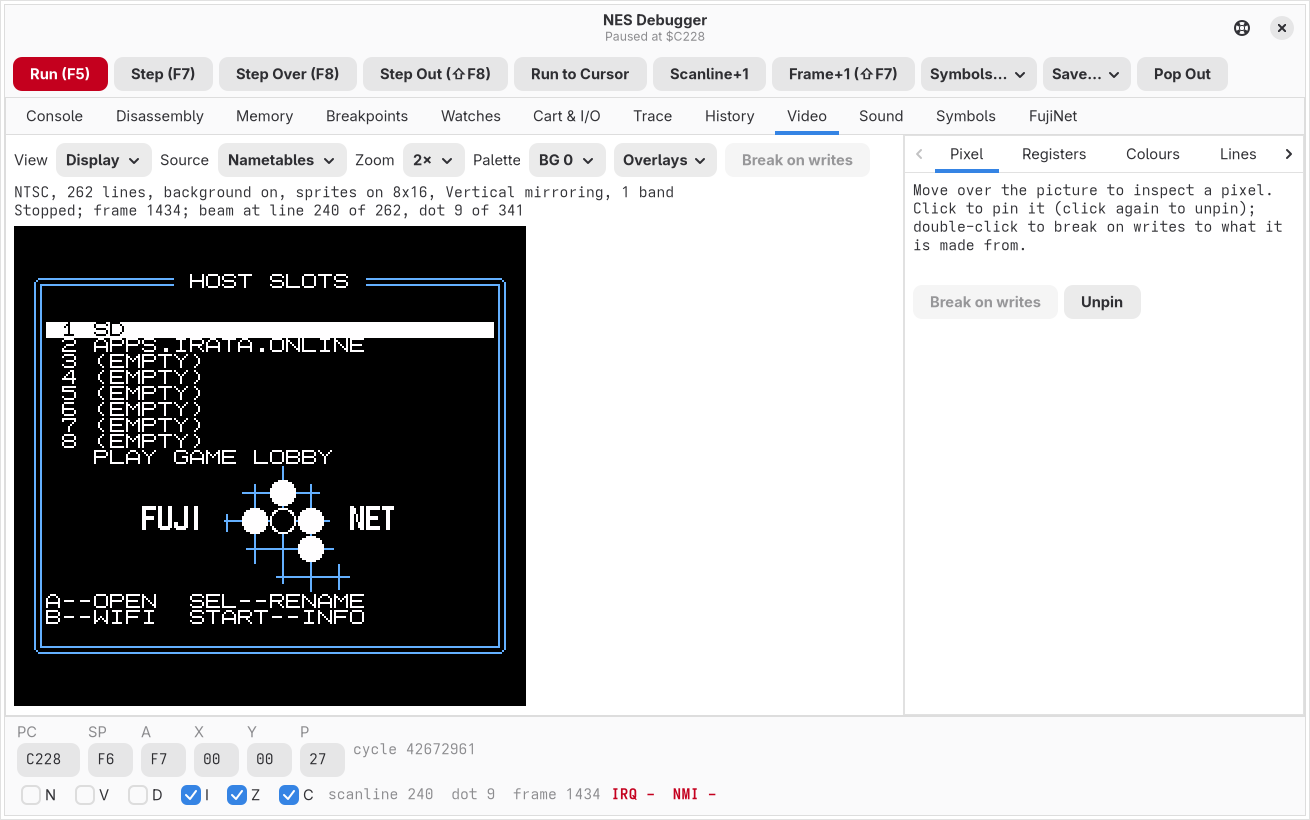 NES Debugger
Paused at $C228
Run (F5) Step (F7) Step Over (F8) Step Out (⇧F8) Run to Cursor Scanline+1 Frame+1 (⇧F7) Symbols... Save... Pop Out
Console Disassembly Memory Breakpoints Watches Cart & I/O Trace History Video Sound Symbols FujiNet
View Display Source Nametables Zoom 2× Palette BG 0 Overlays Break on writes
NTSC, 262 lines, background on, sprites on 8x16, Vertical mirroring, 1 band
Stopped; frame 1434; beam at line 240 of 262, dot 9 of 341
HOST SLOTS
1 SD
2 APPS.IRATA.ONLINE
3 (EMPTY)
4 (EMPTY)
5 (EMPTY)
6 (EMPTY)
7 (EMPTY)
8 (EMPTY)
PLAY GAME LOBBY
FUJI NET
A--OPEN SEL--RENAME
B--WIFI START--INFO
Pixel Registers Colours Lines
Move over the picture to inspect a pixel.
Click to pin it (click again to unpin);
double-click to break on writes to what it
is made from.
Break on writes Unpin
PC SP A X Y P
C228 F6 F7 00 00 27 cycle 42672961
N V D I Z C scanline 240 dot 9 frame 1434 IRQ - NMI -